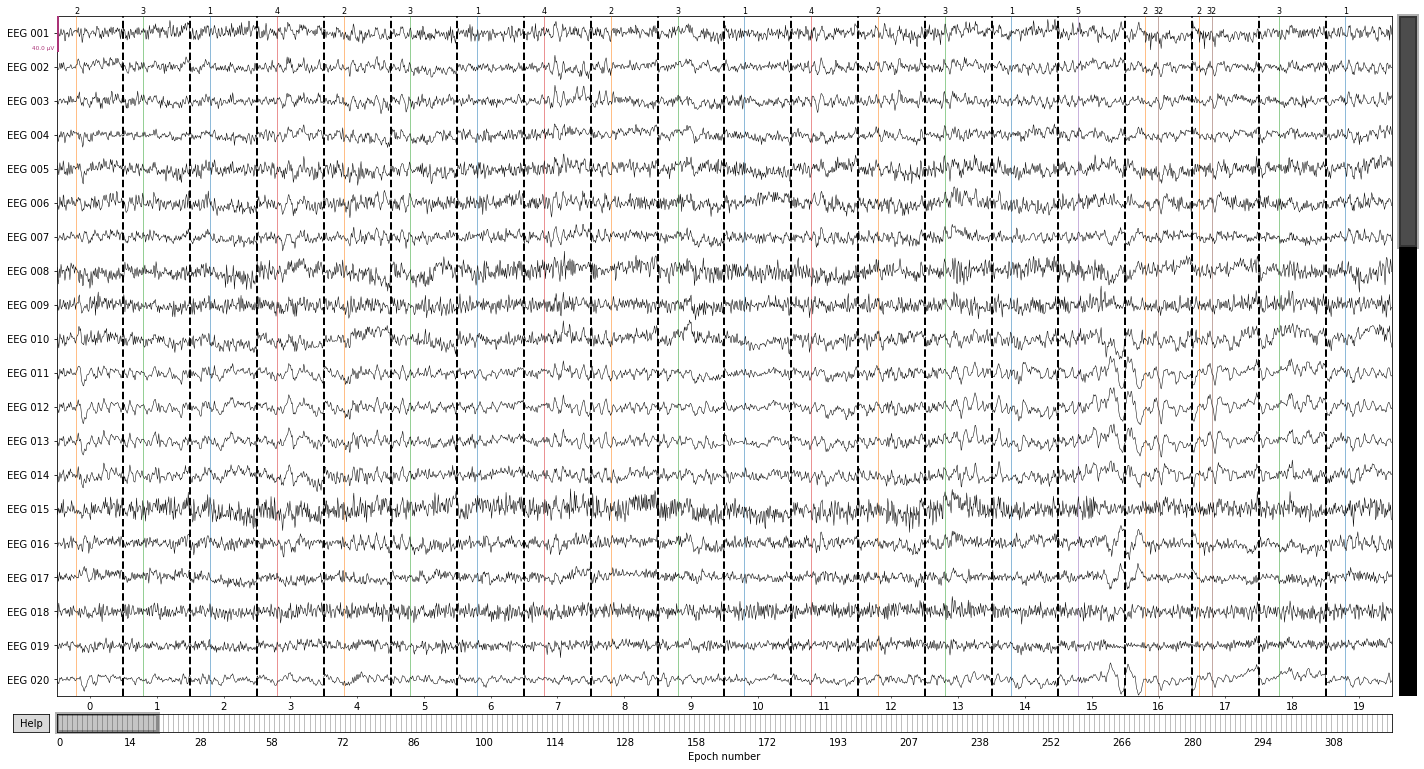 2 3 1 4 2 3 1 4 2 3 1 4 2 3 1 5 2 32 2 32 3 1
EEG 001
40.0 µV
EEG 002
EEG 003
EEG 004
EEG 005
EEG 006
EEG 007
EEG 008
EEG 009
EEG 010
EEG 011
EEG 012
EEG 013
EEG 014
EEG 015
EEG 016
EEG 017
EEG 018
EEG 019
EEG 020
0 1 2 3 4 5 6 7 8 9 10 11 12 13 14 15 16 17 18 19
Help
0 14 28 58 72 86 100 114 128 158 172 193 207 238 252 266 280 294 308
Epoch number